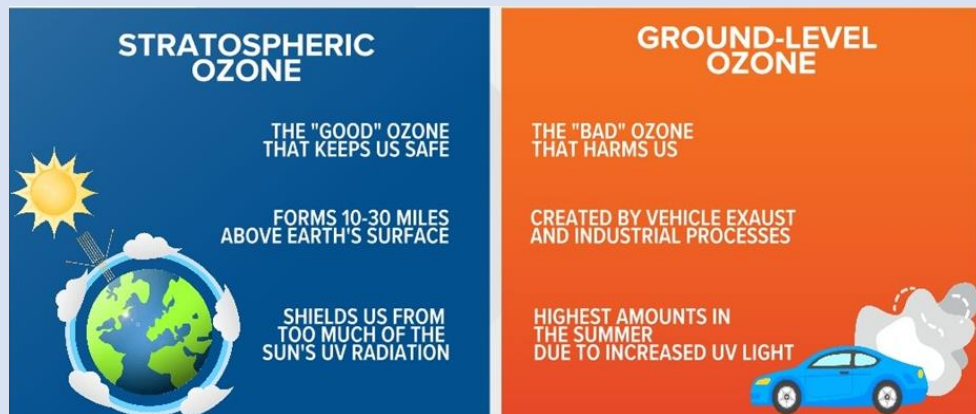 STRATOSPHERIC
OZONE
THE "GOOD" OZONE
THAT KEEPS US SAFE
FORMS 10-30 MILES
ABOVE EARTH'S SURFACE
SHIELDS US FROM
TOO MUCH OF THE
SUN'S UV RADIATION
GROUND-LEVEL
OZONE
THE "BAD" OZONE
THAT HARMS US
CREATED BY VEHICLE EXAUST
AND INDUSTRIAL PROCESSES
HIGHEST AMOUNTS IN
THE SUMMER
DUE TO INCREASED UV LIGHT